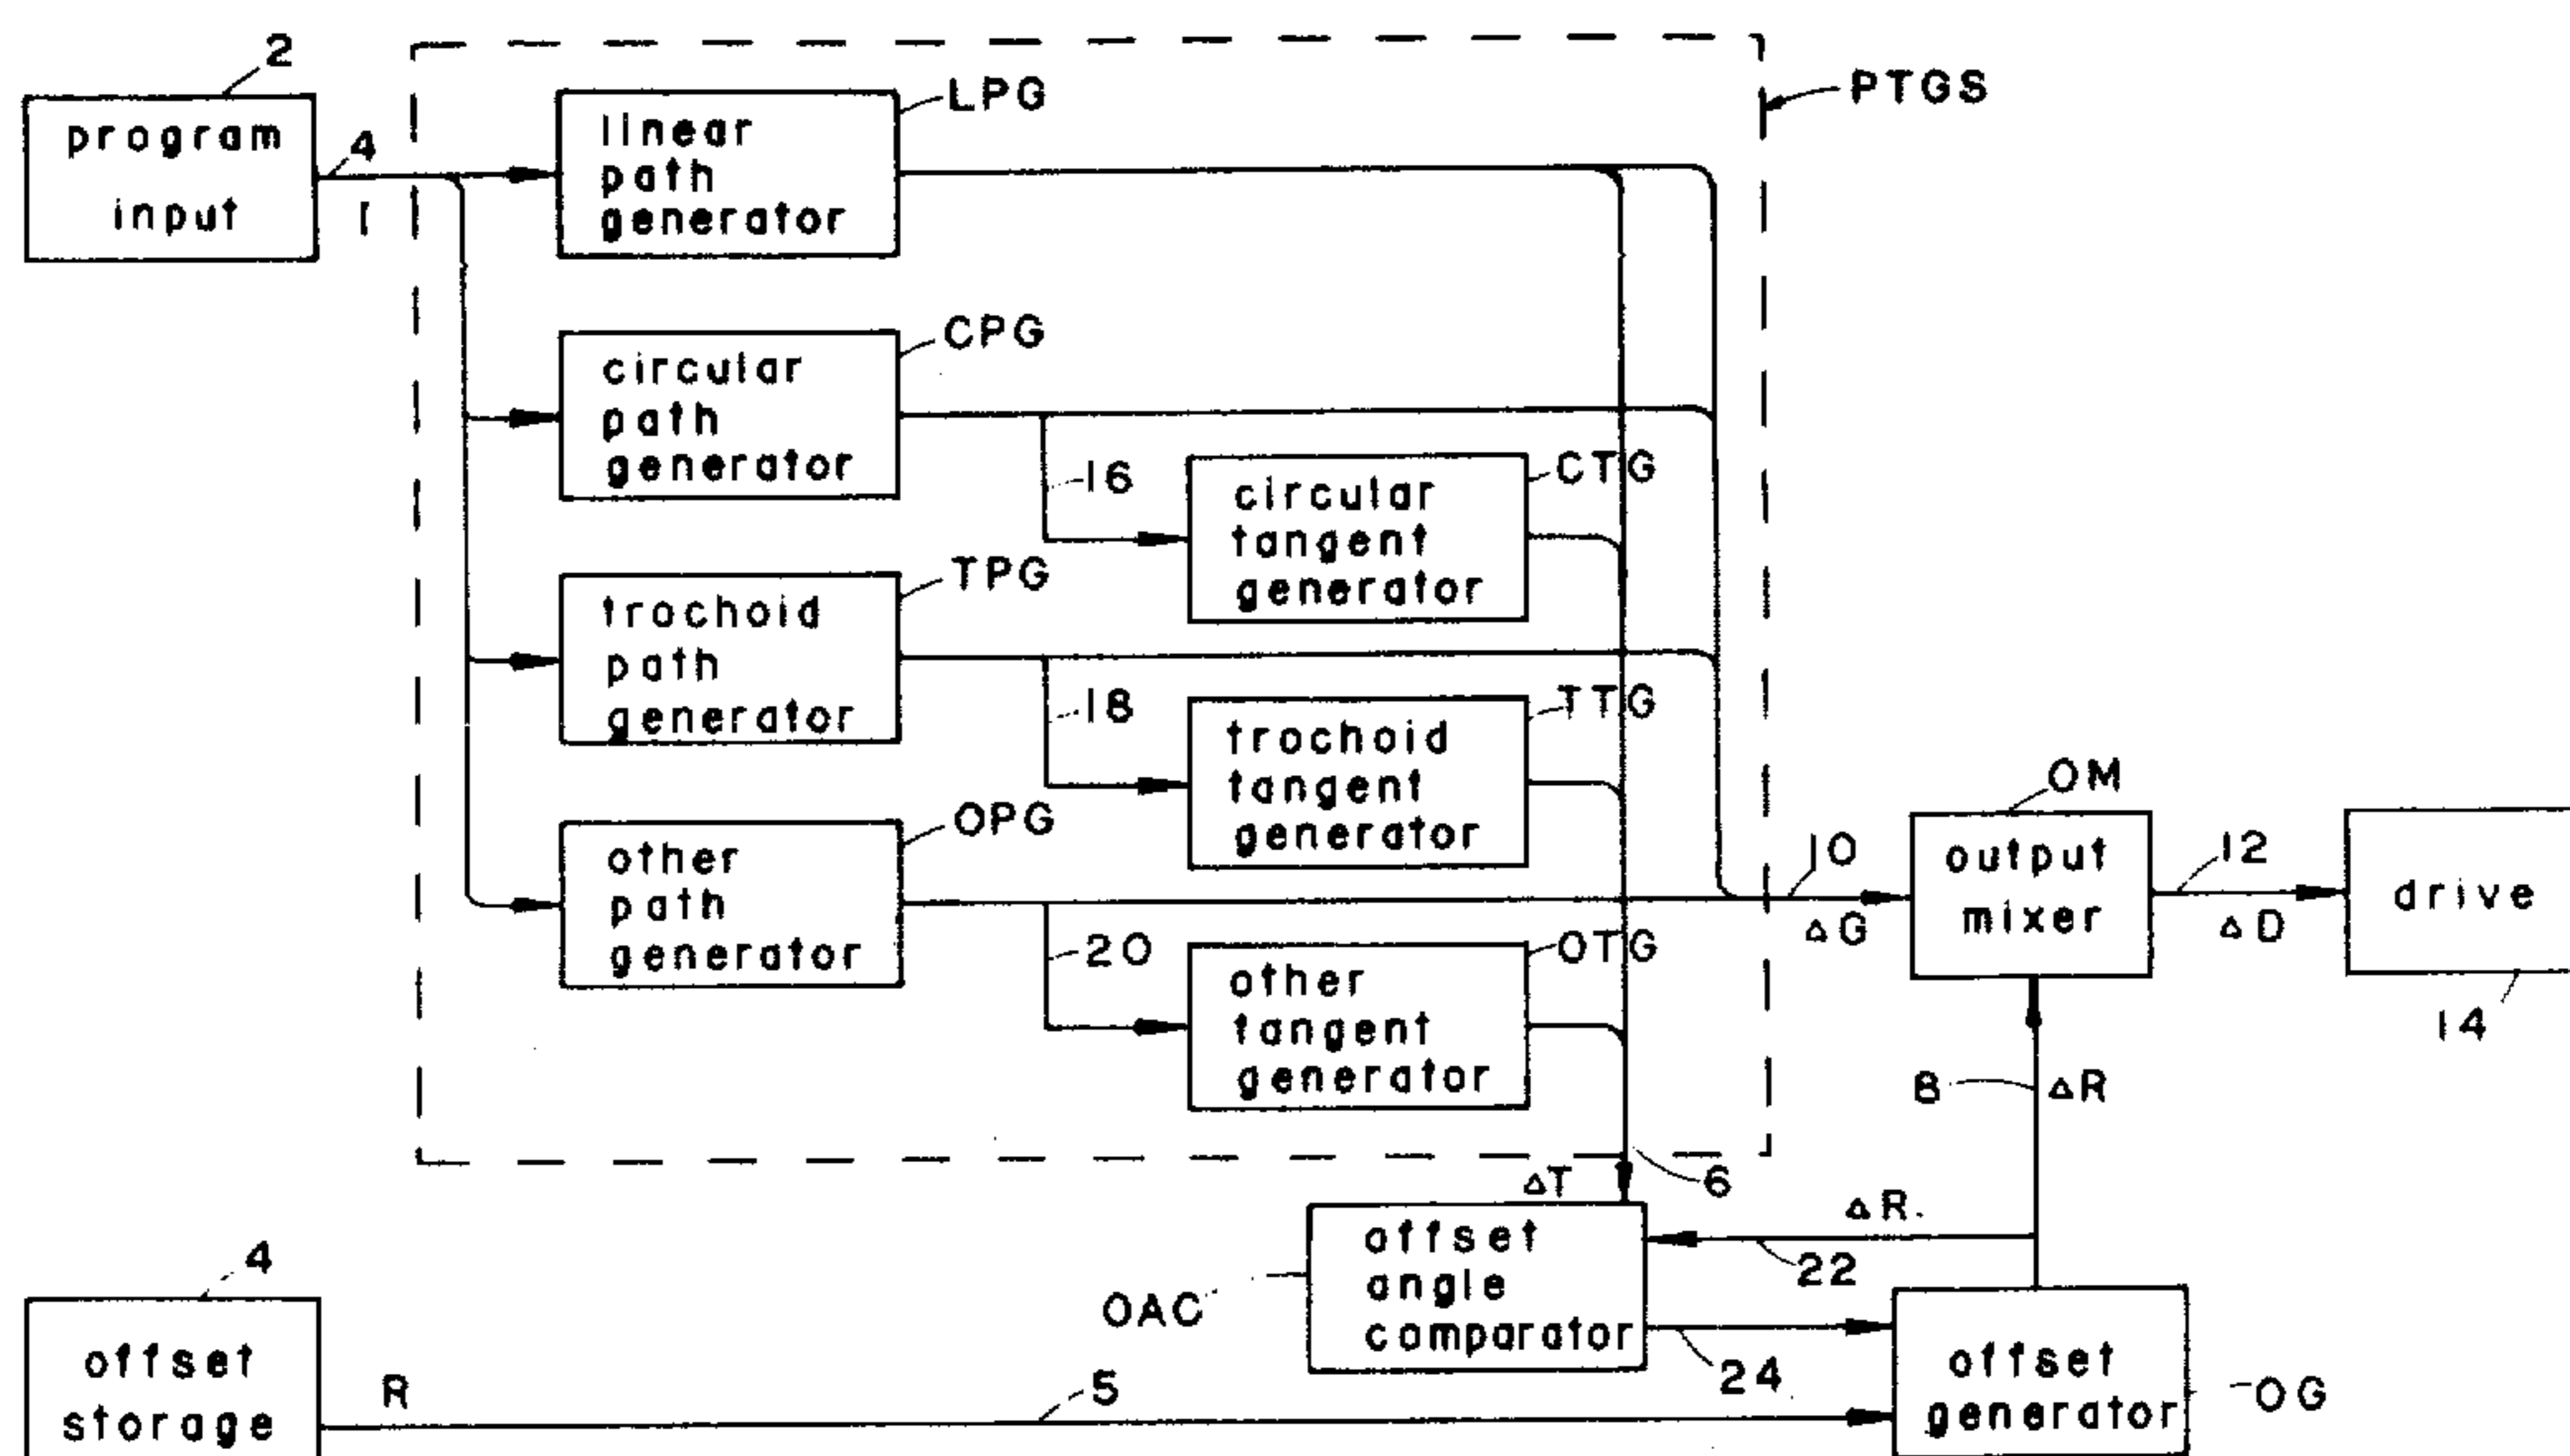 2
program
input
4
I
PTGS
LPG
linear
path
generator
CPG
circular
path
generator
16
CTG
circular
tangent
generator
TPG
trochoid
path
generator
18
TTG
trochoid
tangent
generator
OPG
other
path
generator
20
OTG
other
tangent
generator
10
ΔG
OM
output
mixer
12
ΔD
drive
14
8
ΔR
6
ΔT
ΔR
22
OAC
offset
angle
comparator
24
4
offset
storage
R
5
offset
generator
OG